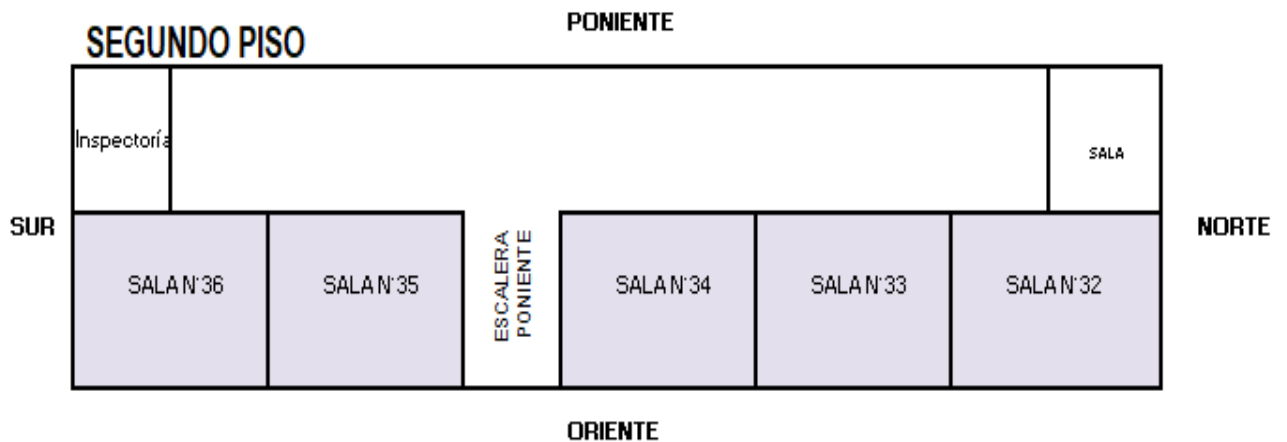 PONIENTE
SEGUNDO PISO
Inspectoría
SALA
SUR
NORTE
SALA N°36
SALA N°35
ESCALERA
PONIENTE
SALA N°34
SALA N°33
SALA N°32
ORIENTE